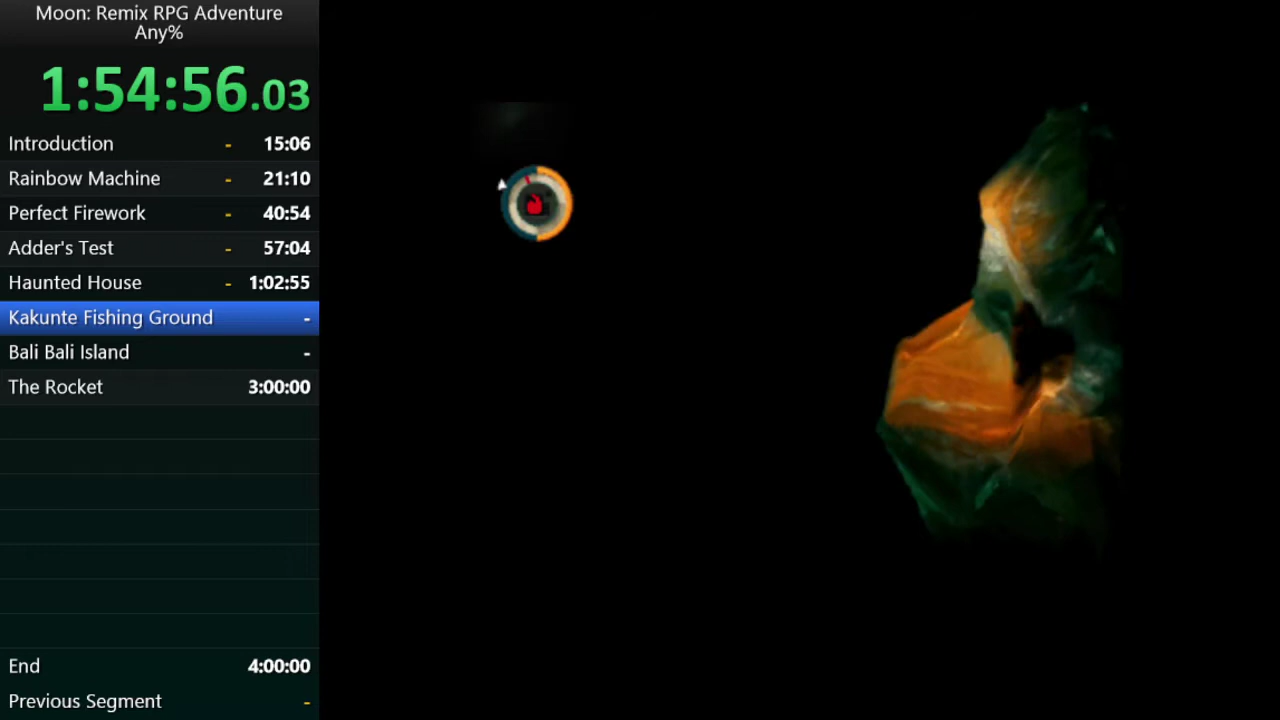 Moon: Remix RPG Adventure
Any%
1:54:56.03
Introduction - 15:06
Rainbow Machine - 21:10
Perfect Firework - 40:54
Adder's Test - 57:04
Haunted House - 1:02:55
Kakunte Fishing Ground -
Bali Bali Island -
The Rocket 3:00:00
End 4:00:00
Previous Segment -